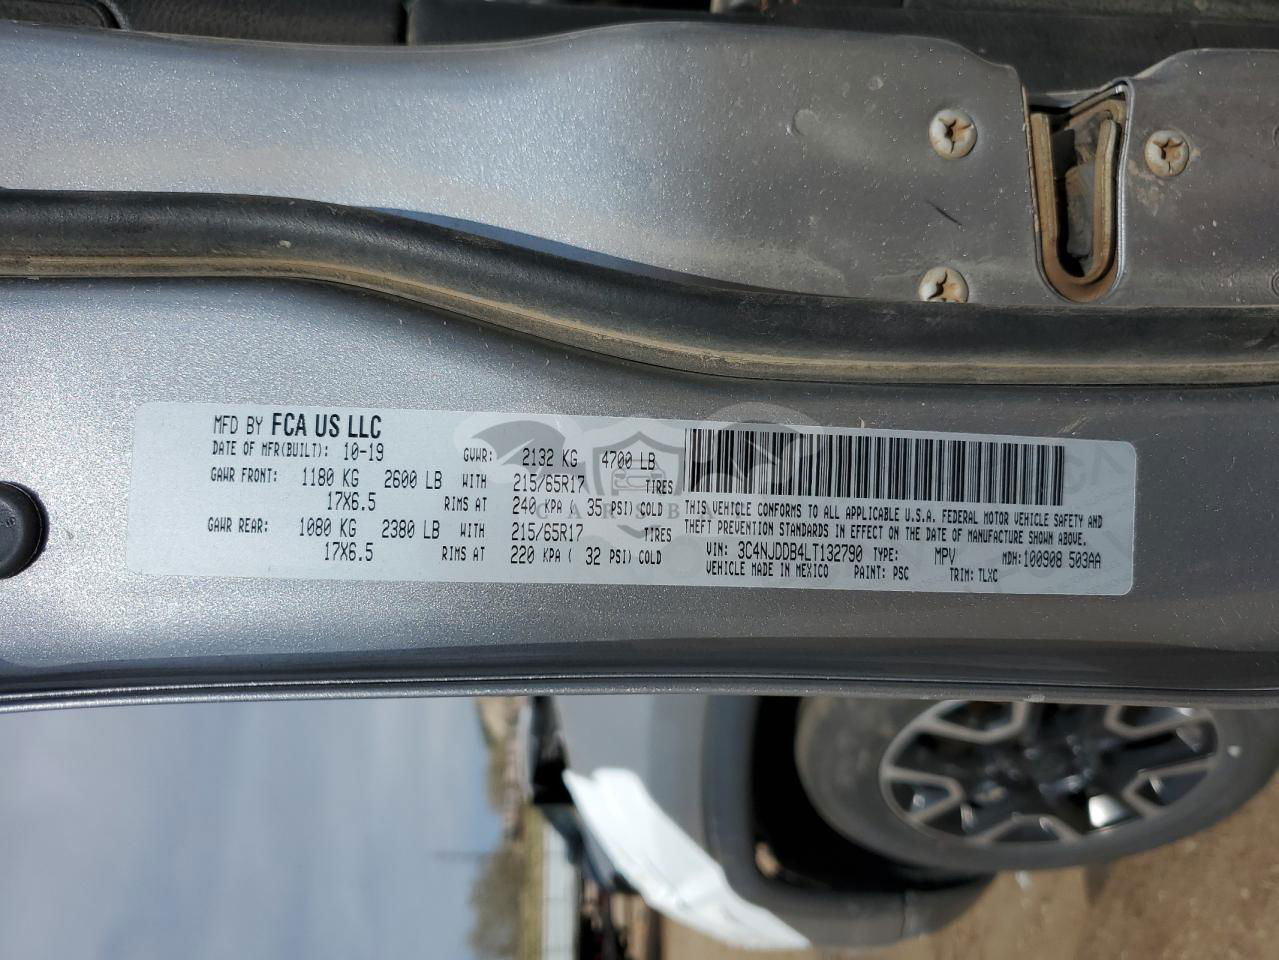 MFD BY FCA US LLC
DATE OF MFR(BUILT): 10-19 GVWR: 2132 KG 4700 LB
GAWR FRONT: 1180 KG 2600 LB WITH 215/65R17 TIRES
17X6.5 RIMS AT 240 KPA ( 35 PSI) COLD
GAWR REAR: 1080 KG 2380 LB WITH 215/65R17 TIRES
17X6.5 RIMS AT 220 KPA ( 32 PSI) COLD
THIS VEHICLE CONFORMS TO ALL APPLICABLE U.S.A. FEDERAL MOTOR VEHICLE SAFETY AND
THEFT PREVENTION STANDARDS IN EFFECT ON THE DATE OF MANUFACTURE SHOWN ABOVE.
VIN: 3C4NJDDB4LT132790 TYPE: MPV MDH:100908 503AA
VEHICLE MADE IN MEXICO PAINT: PSC TRIM: TLXC